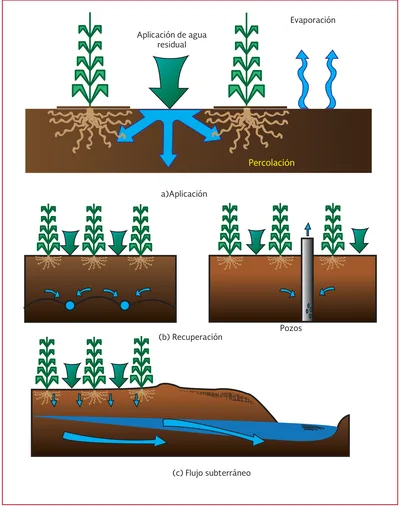 Evaporación
Aplicación de agua
residual
Percolación
a)Aplicación
Pozos
(b) Recuperación
(c) Flujo subterráneo